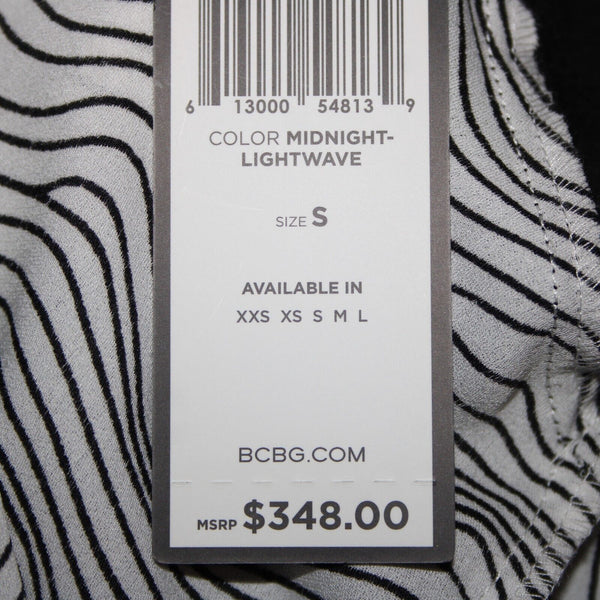 6 13000 54813 9
COLOR MIDNIGHT-
LIGHTWAVE
SIZE S
AVAILABLE IN
XXS XS S M L
BCBG.COM
MSRP $348.00